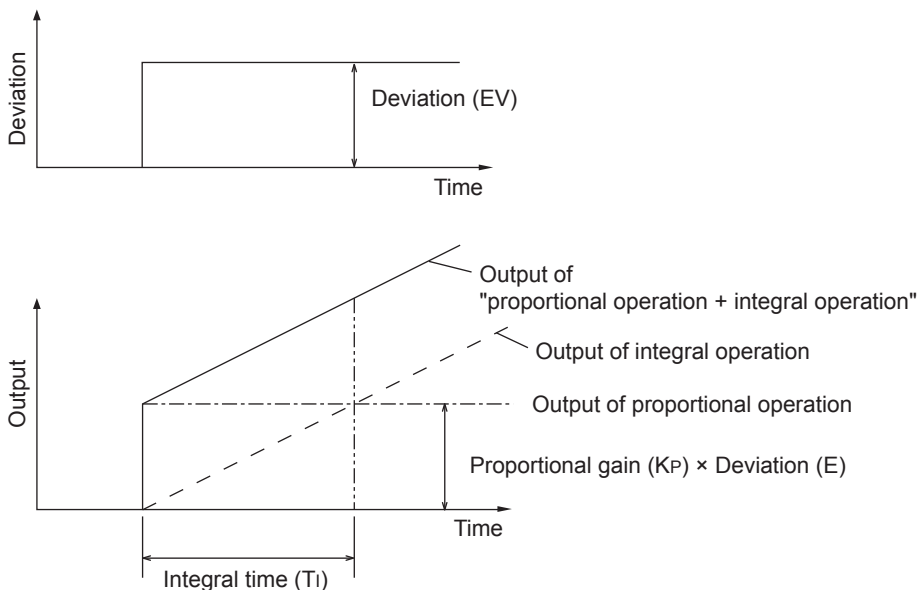 Deviation
Deviation (EV)
Time
Output of
"proportional operation + integral operation"
Output of integral operation
Output
Output of proportional operation
Proportional gain (KP) × Deviation (E)
Time
Integral time (TI)